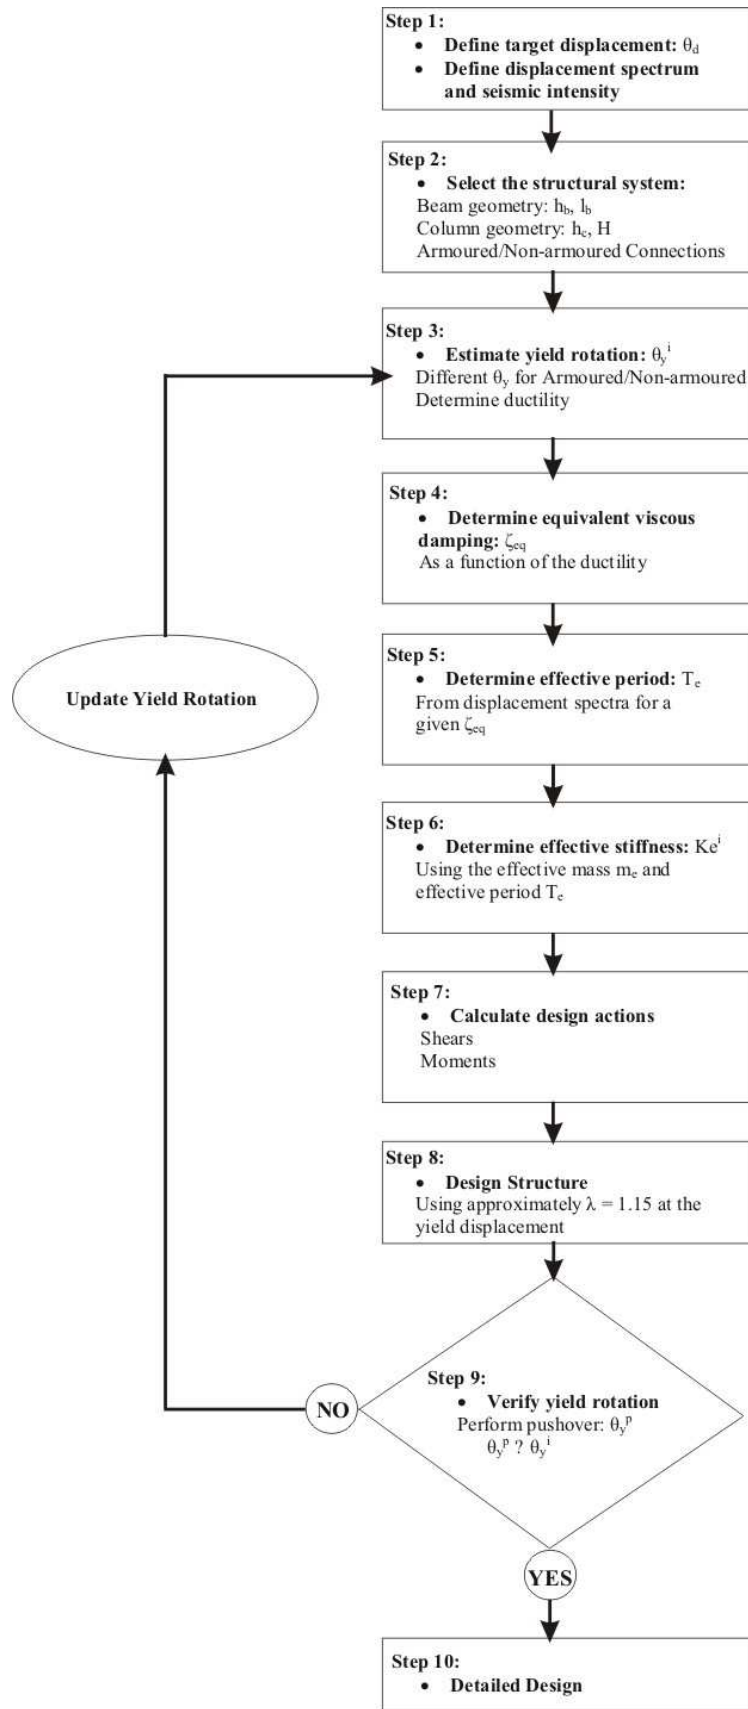 Step 1:
• Define target displacement: θd
• Define displacement spectrum
and seismic intensity
Step 2:
• Select the structural system:
Beam geometry: hb, lb
Column geometry: hc, H
Armoured/Non-armoured Connections
Step 3:
• Estimate yield rotation: θy^i
Different θy for Armoured/Non-armoured
Determine ductility
Step 4:
• Determine equivalent viscous
damping: ζeq
As a function of the ductility
Step 5:
• Determine effective period: Te
From displacement spectra for a
given ζeq
Update Yield Rotation
Step 6:
• Determine effective stiffness: Ke^i
Using the effective mass me and
effective period Te
Step 7:
• Calculate design actions
Shears
Moments
Step 8:
• Design Structure
Using approximately λ = 1.15 at the
yield displacement
Step 9:
• Verify yield rotation
Perform pushover: θy^p
θy^p ? θy^i
NO
YES
Step 10:
• Detailed Design